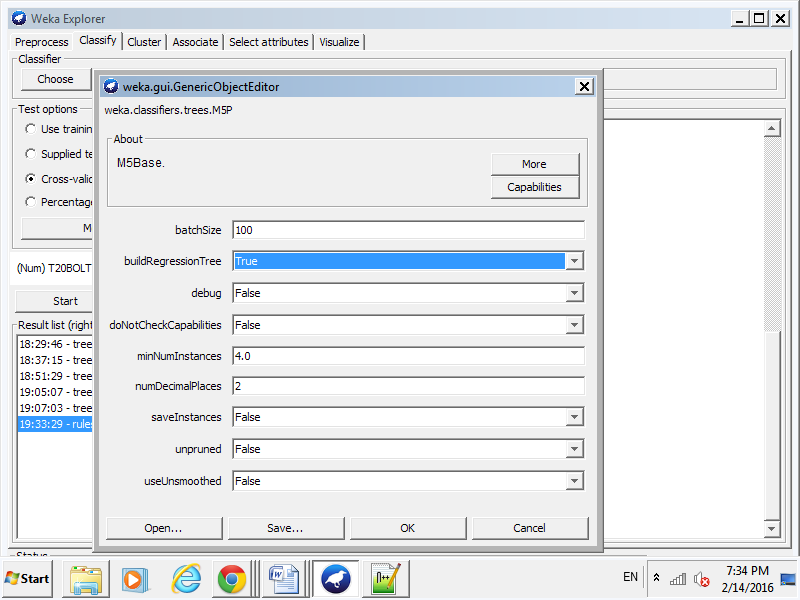 Weka Explorer
Preprocess Classify Cluster Associate Select attributes Visualize
Classifier
Choose
weka.gui.GenericObjectEditor
weka.classifiers.trees.M5P
Test options
Use trainin
Supplied te
Cross-valid
Percentage
M
(Num) T20BOLT
Start
Result list (right
18:29:46 - tree
18:37:15 - tree
18:51:29 - tree
19:05:07 - tree
19:07:03 - tree
19:33:29 - rules
About
M5Base.
More
Capabilities
batchSize 100
buildRegressionTree True
debug False
doNotCheckCapabilities False
minNumInstances 4.0
numDecimalPlaces 2
saveInstances False
unpruned False
useUnsmoothed False
Open... Save... OK Cancel
Status
Start
EN
7:34 PM
2/14/2016